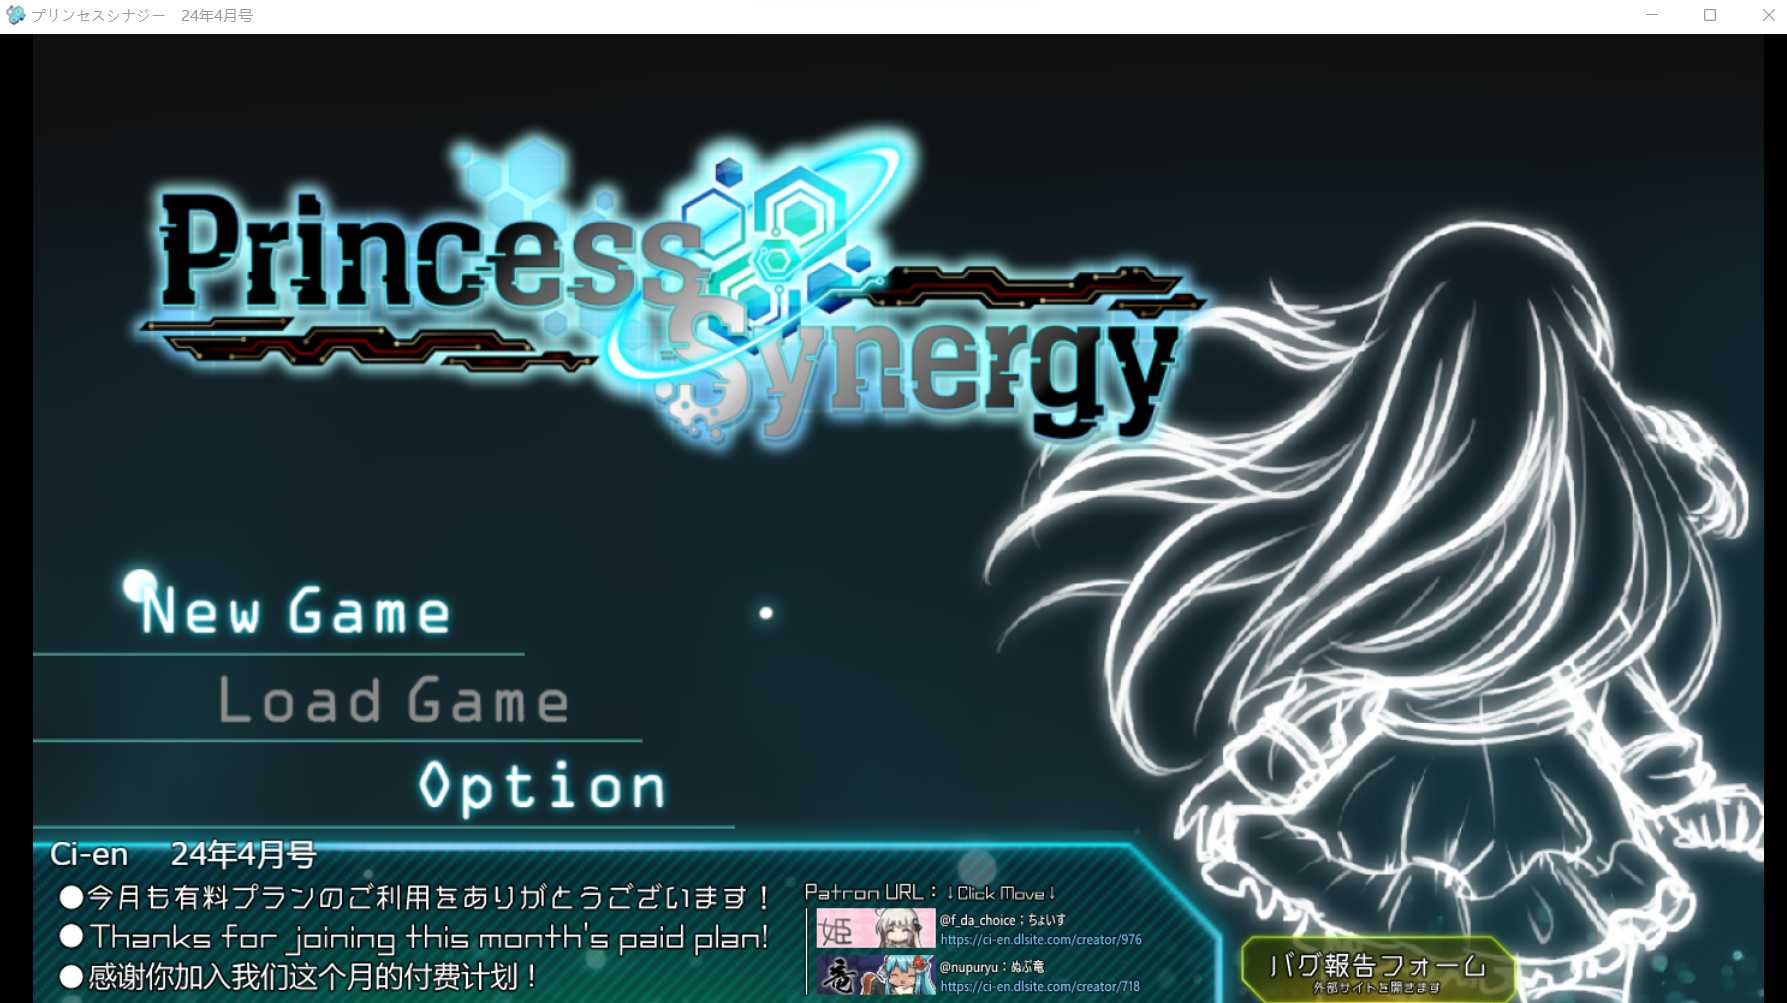 プリンセスシナジー　24年4月号
Princess
Synergy
New Game
Load Game
Option
Ci-en　24年4月号
●今月も有料プランのご利用をありがとうございます！
●Thanks for joining this month's paid plan!
●感谢你加入我们这个月的付费计划！
Patron URL：↓Click Move↓
姫
@f_da_choice：ちょいす
https://ci-en.dlsite.com/creator/976
竜
@nupuryu：ぬぷ竜
https://ci-en.dlsite.com/creator/718
バグ報告フォーム
外部サイトを開きます